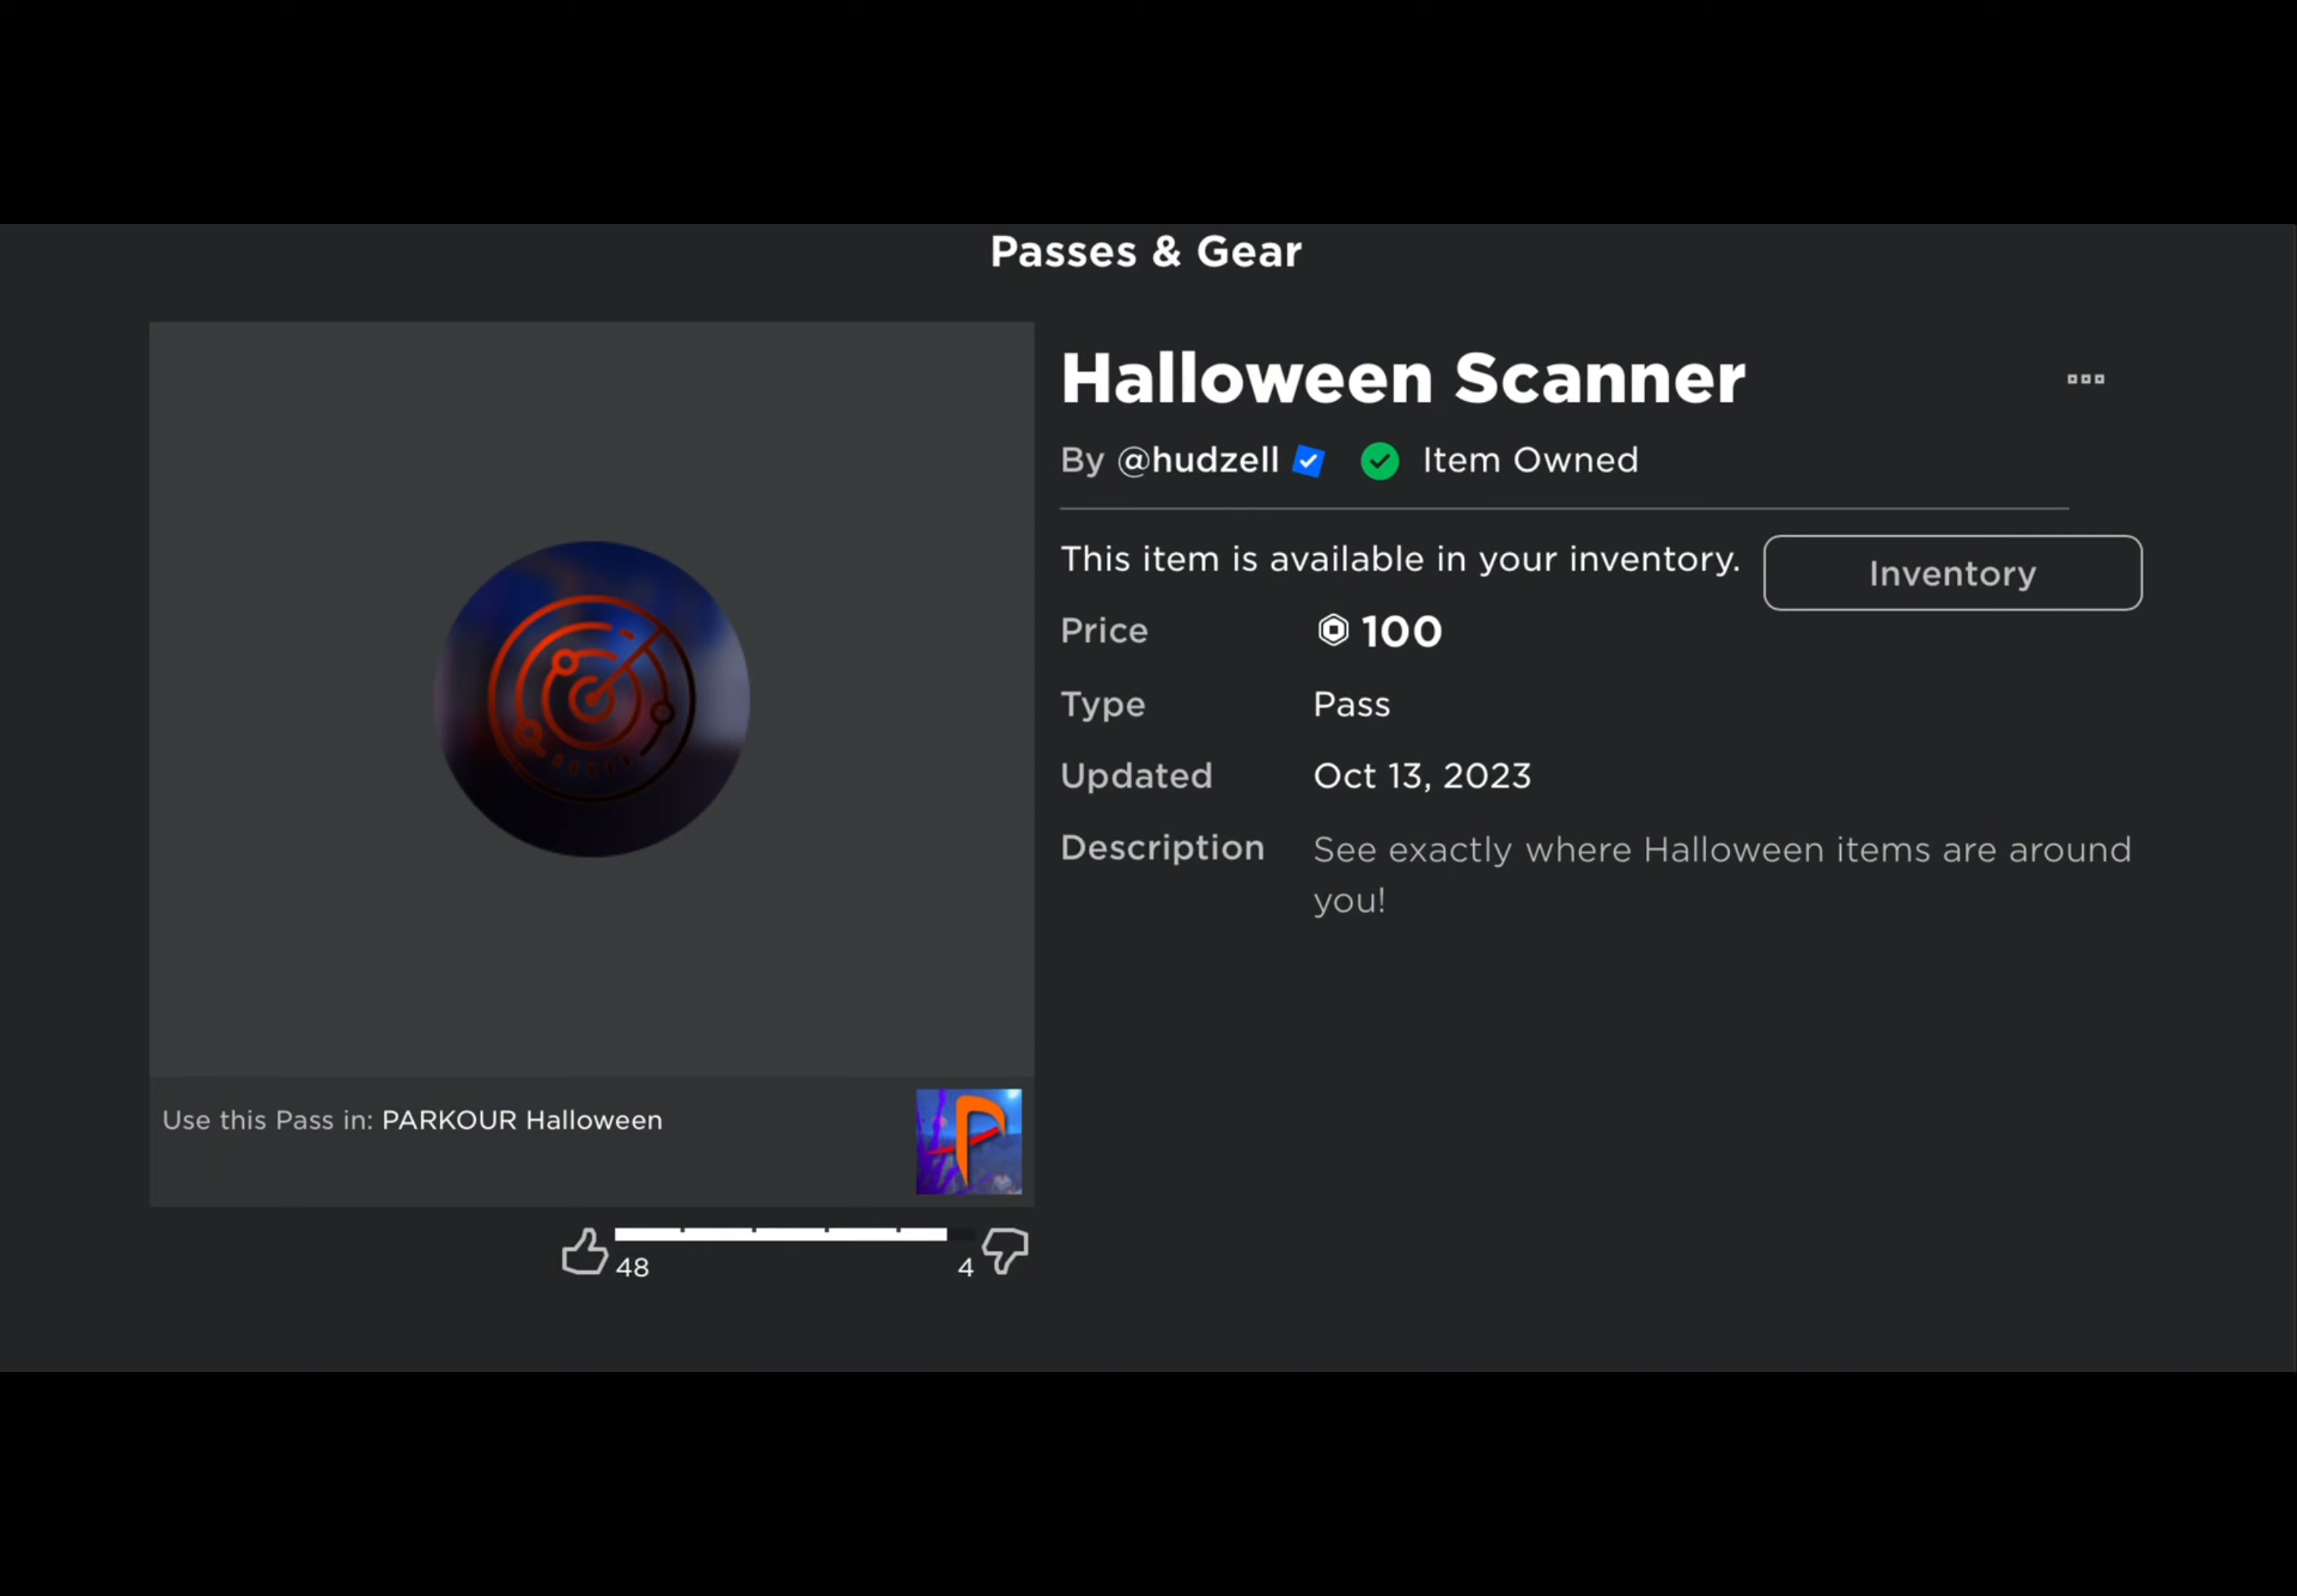 Passes & Gear
Halloween Scanner
By @hudzell Item Owned
This item is available in your inventory.
Inventory
Price 100
Type Pass
Updated Oct 13, 2023
Description See exactly where Halloween items are around
you!
Use this Pass in: PARKOUR Halloween
P
48 4